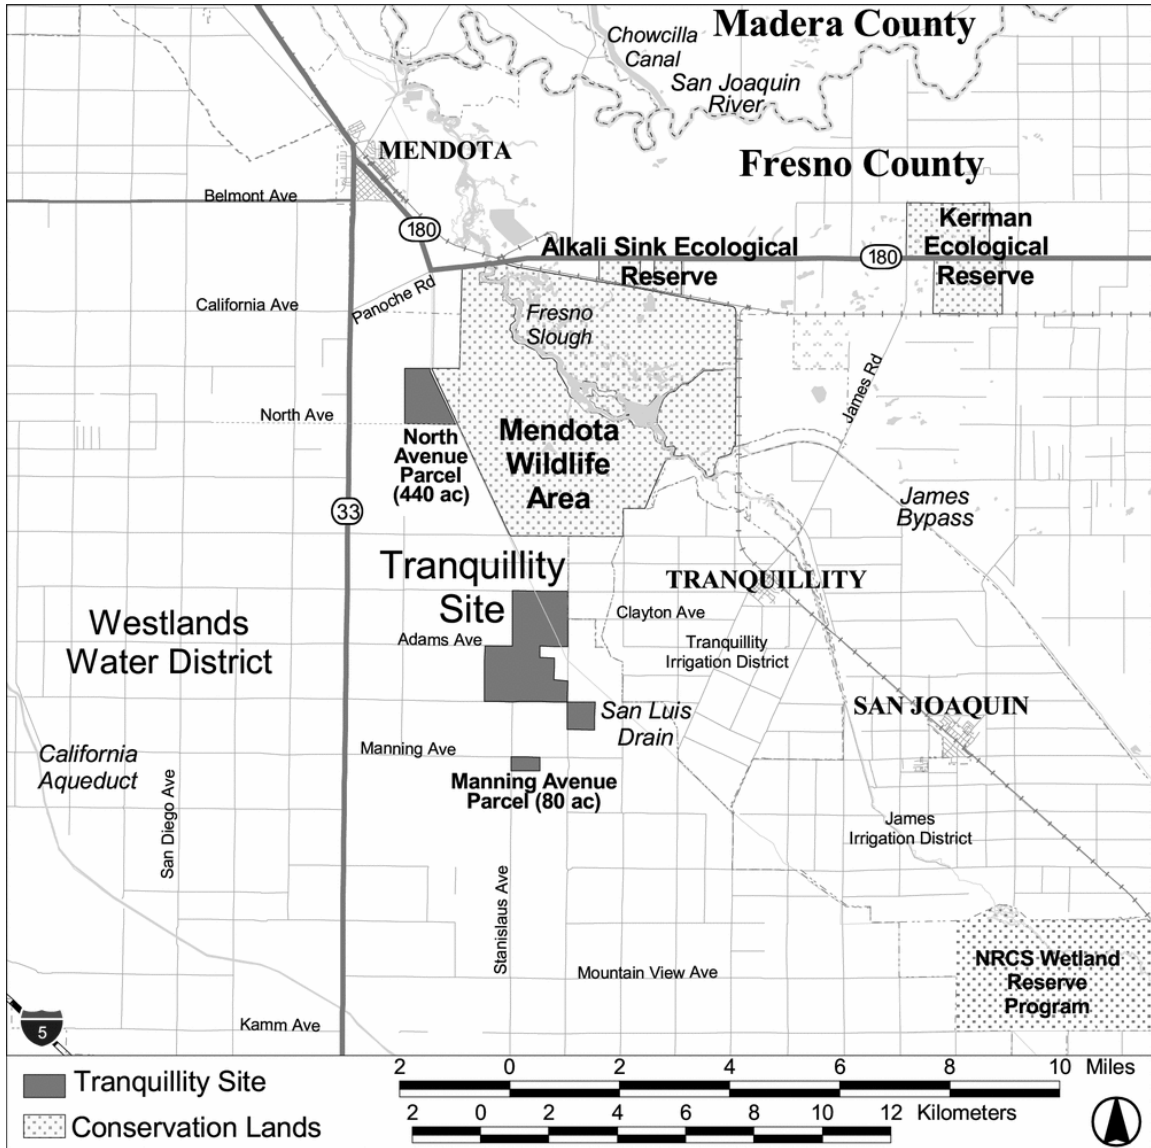 Madera County
Chowcilla
Canal
San Joaquin
River
MENDOTA
Fresno County
Belmont Ave
180
Alkali Sink Ecological
Reserve
180
Kerman
Ecological
Reserve
California Ave
Panoche Rd
Fresno
Slough
James Rd
North Ave
North
Avenue
Parcel
(440 ac)
Mendota
Wildlife
Area
33
James
Bypass
Tranquillity
Site
TRANQUILLITY
Westlands
Water District
Adams Ave
Clayton Ave
Tranquillity
Irrigation District
San Luis
Drain
SAN JOAQUIN
California
Aqueduct
Manning Ave
San Diego Ave
Manning Avenue
Parcel (80 ac)
James
Irrigation District
Stanislaus Ave
Mountain View Ave
NRCS Wetland
Reserve
Program
5
Kamm Ave
Tranquillity Site
Conservation Lands
2 0 2 4 6 8 10 Miles
2 0 2 4 6 8 10 12 Kilometers